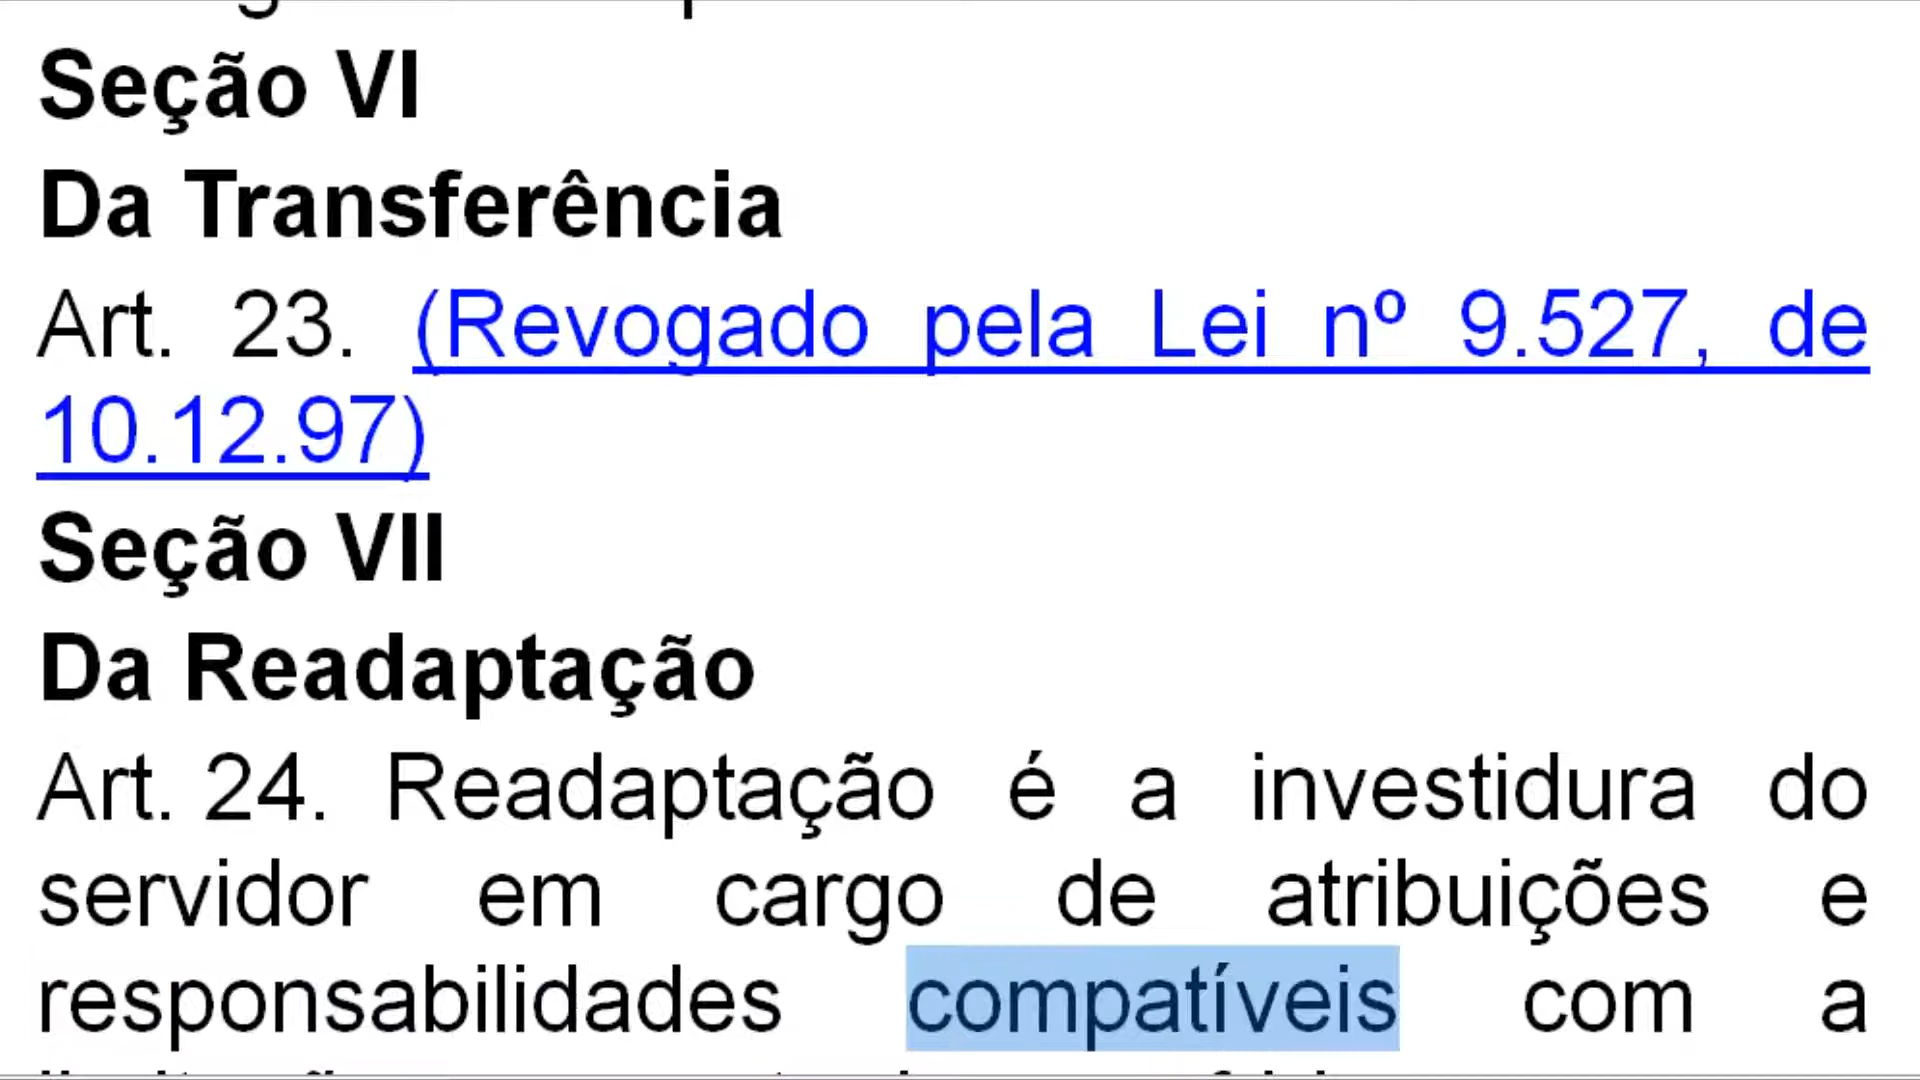 Seção VI
Da Transferência
Art. 23. (Revogado pela Lei nº 9.527, de
10.12.97)
Seção VII
Da Readaptação
Art. 24. Readaptação é a investidura do
servidor em cargo de atribuições e
responsabilidades compatíveis com a